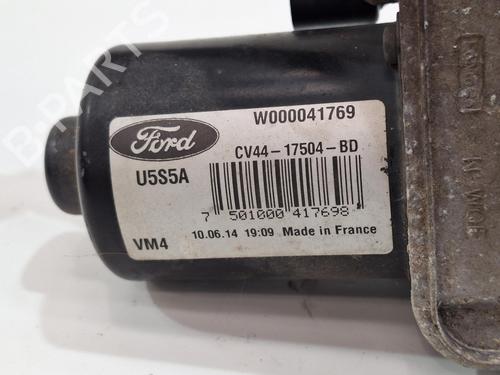 W000041769
Ford
CV44-17504-BD
U5S5A
7 501000 417698
VM4
10.06.14 19:09 Made in France
B-PARTS